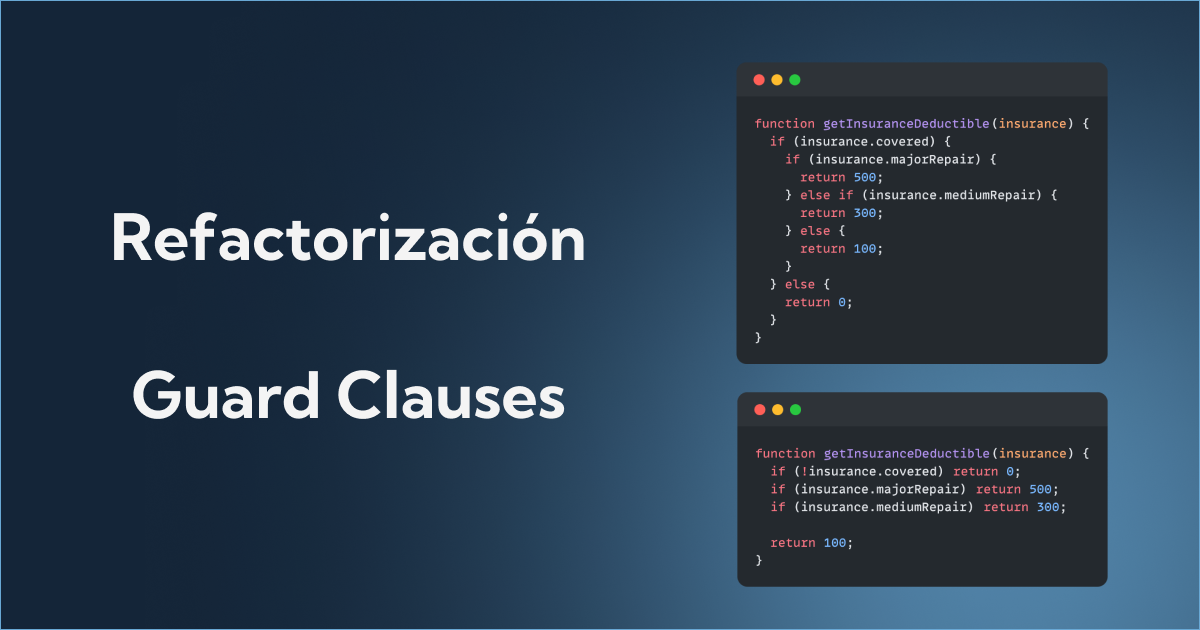 Refactorización
Guard Clauses
function getInsuranceDeductible(insurance) {
  if (insurance.covered) {
    if (insurance.majorRepair) {
      return 500;
    } else if (insurance.mediumRepair) {
      return 300;
    } else {
      return 100;
    }
  } else {
    return 0;
  }
}
function getInsuranceDeductible(insurance) {
  if (!insurance.covered) return 0;
  if (insurance.majorRepair) return 500;
  if (insurance.mediumRepair) return 300;

  return 100;
}